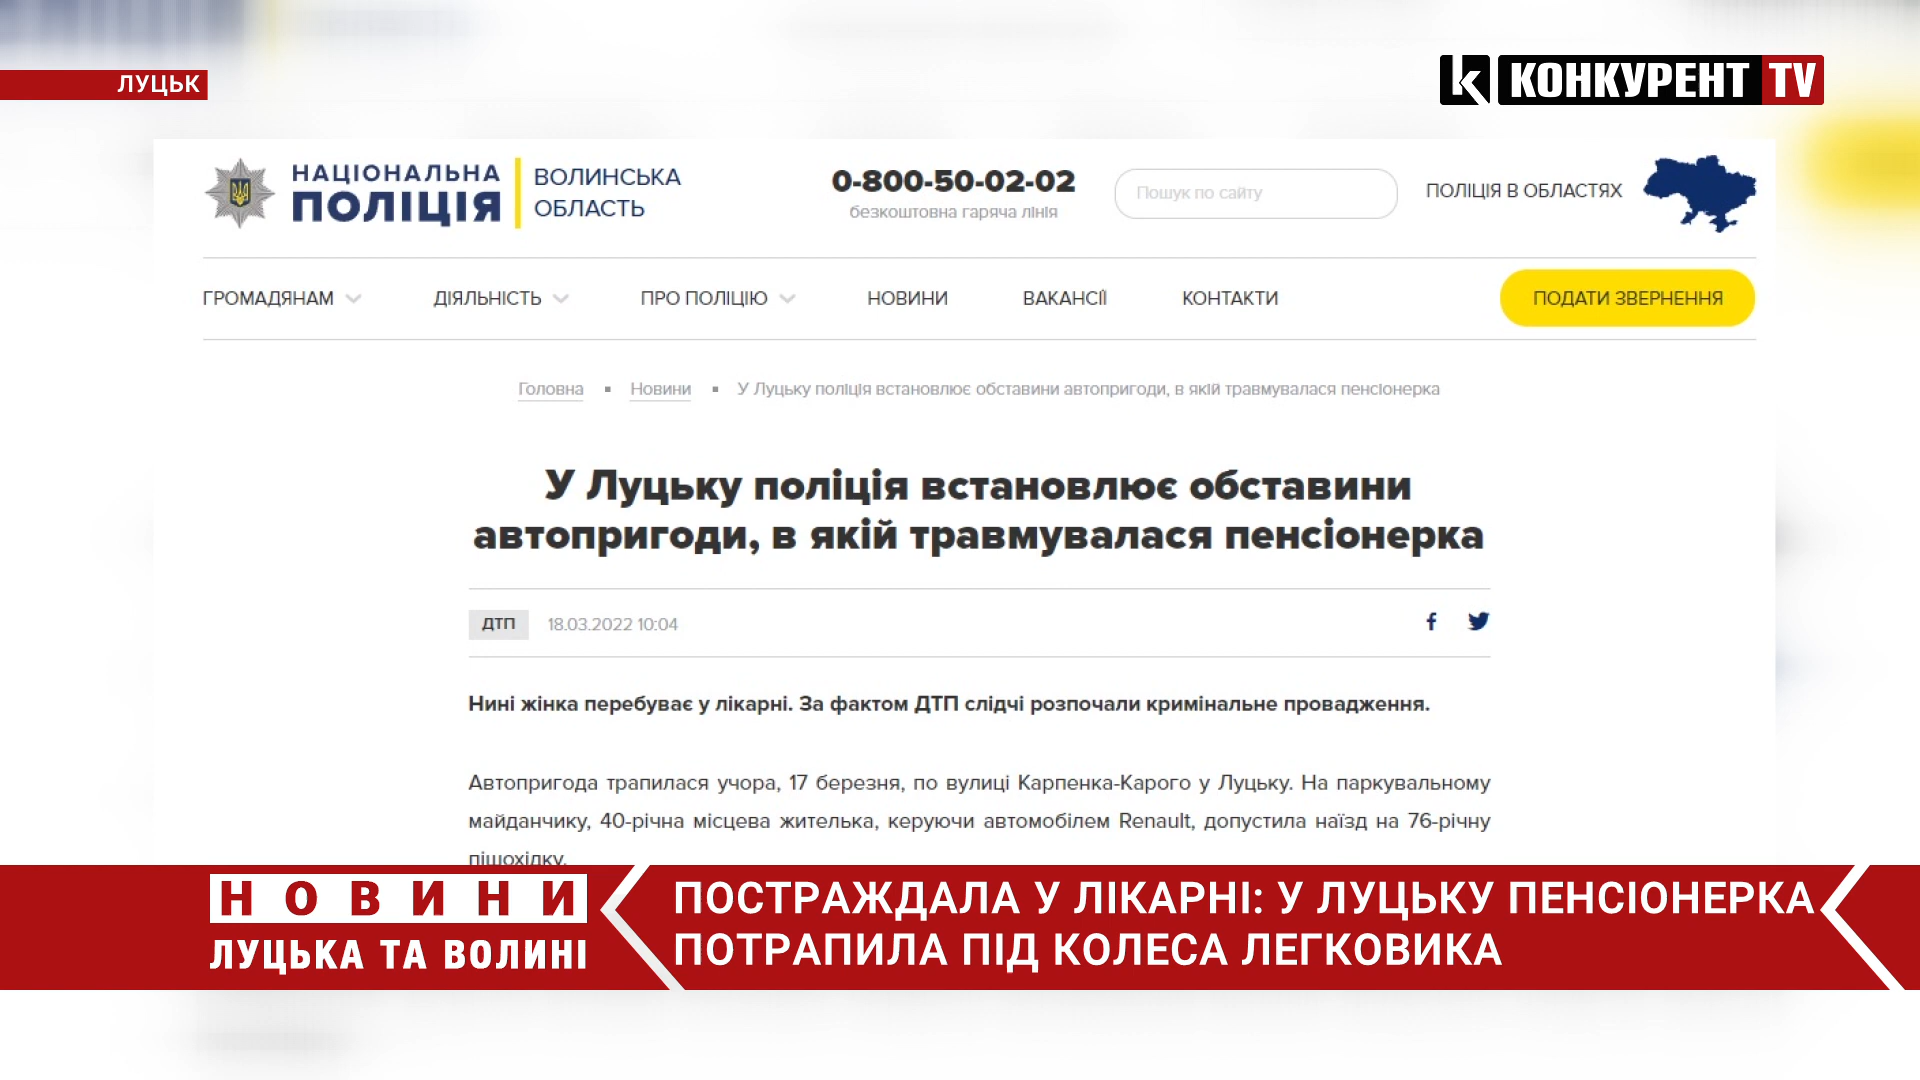 ЛУЦЬК
КОНКУРЕНТ TV
НАЦІОНАЛЬНА
ПОЛІЦІЯ
ВОЛИНСЬКА
ОБЛАСТЬ
0-800-50-02-02
безкоштовна гаряча лінія
Пошук по сайту
ПОЛІЦІЯ В ОБЛАСТЯХ
ГРОМАДЯНАМ ДІЯЛЬНІСТЬ ПРО ПОЛІЦІЮ НОВИНИ ВАКАНСІЇ КОНТАКТИ ПОДАТИ ЗВЕРНЕННЯ
Головна ▪ Новини ▪ У Луцьку поліція встановлює обставини автопригоди, в якій травмувалася пенсіонерка
У Луцьку поліція встановлює обставини
автопригоди, в якій травмувалася пенсіонерка
ДТП 18.03.2022 10:04
Нині жінка перебуває у лікарні. За фактом ДТП слідчі розпочали кримінальне провадження.
Автопригода трапилася учора, 17 березня, по вулиці Карпенка-Карого у Луцьку. На паркувальному
майданчику, 40-річна місцева жителька, керуючи автомобілем Renault, допустила наїзд на 76-річну
пішохідку.
НОВИНИ
ЛУЦЬКА ТА ВОЛИНІ
ПОСТРАЖДАЛА У ЛІКАРНІ: У ЛУЦЬКУ ПЕНСІОНЕРКА
ПОТРАПИЛА ПІД КОЛЕСА ЛЕГКОВИКА